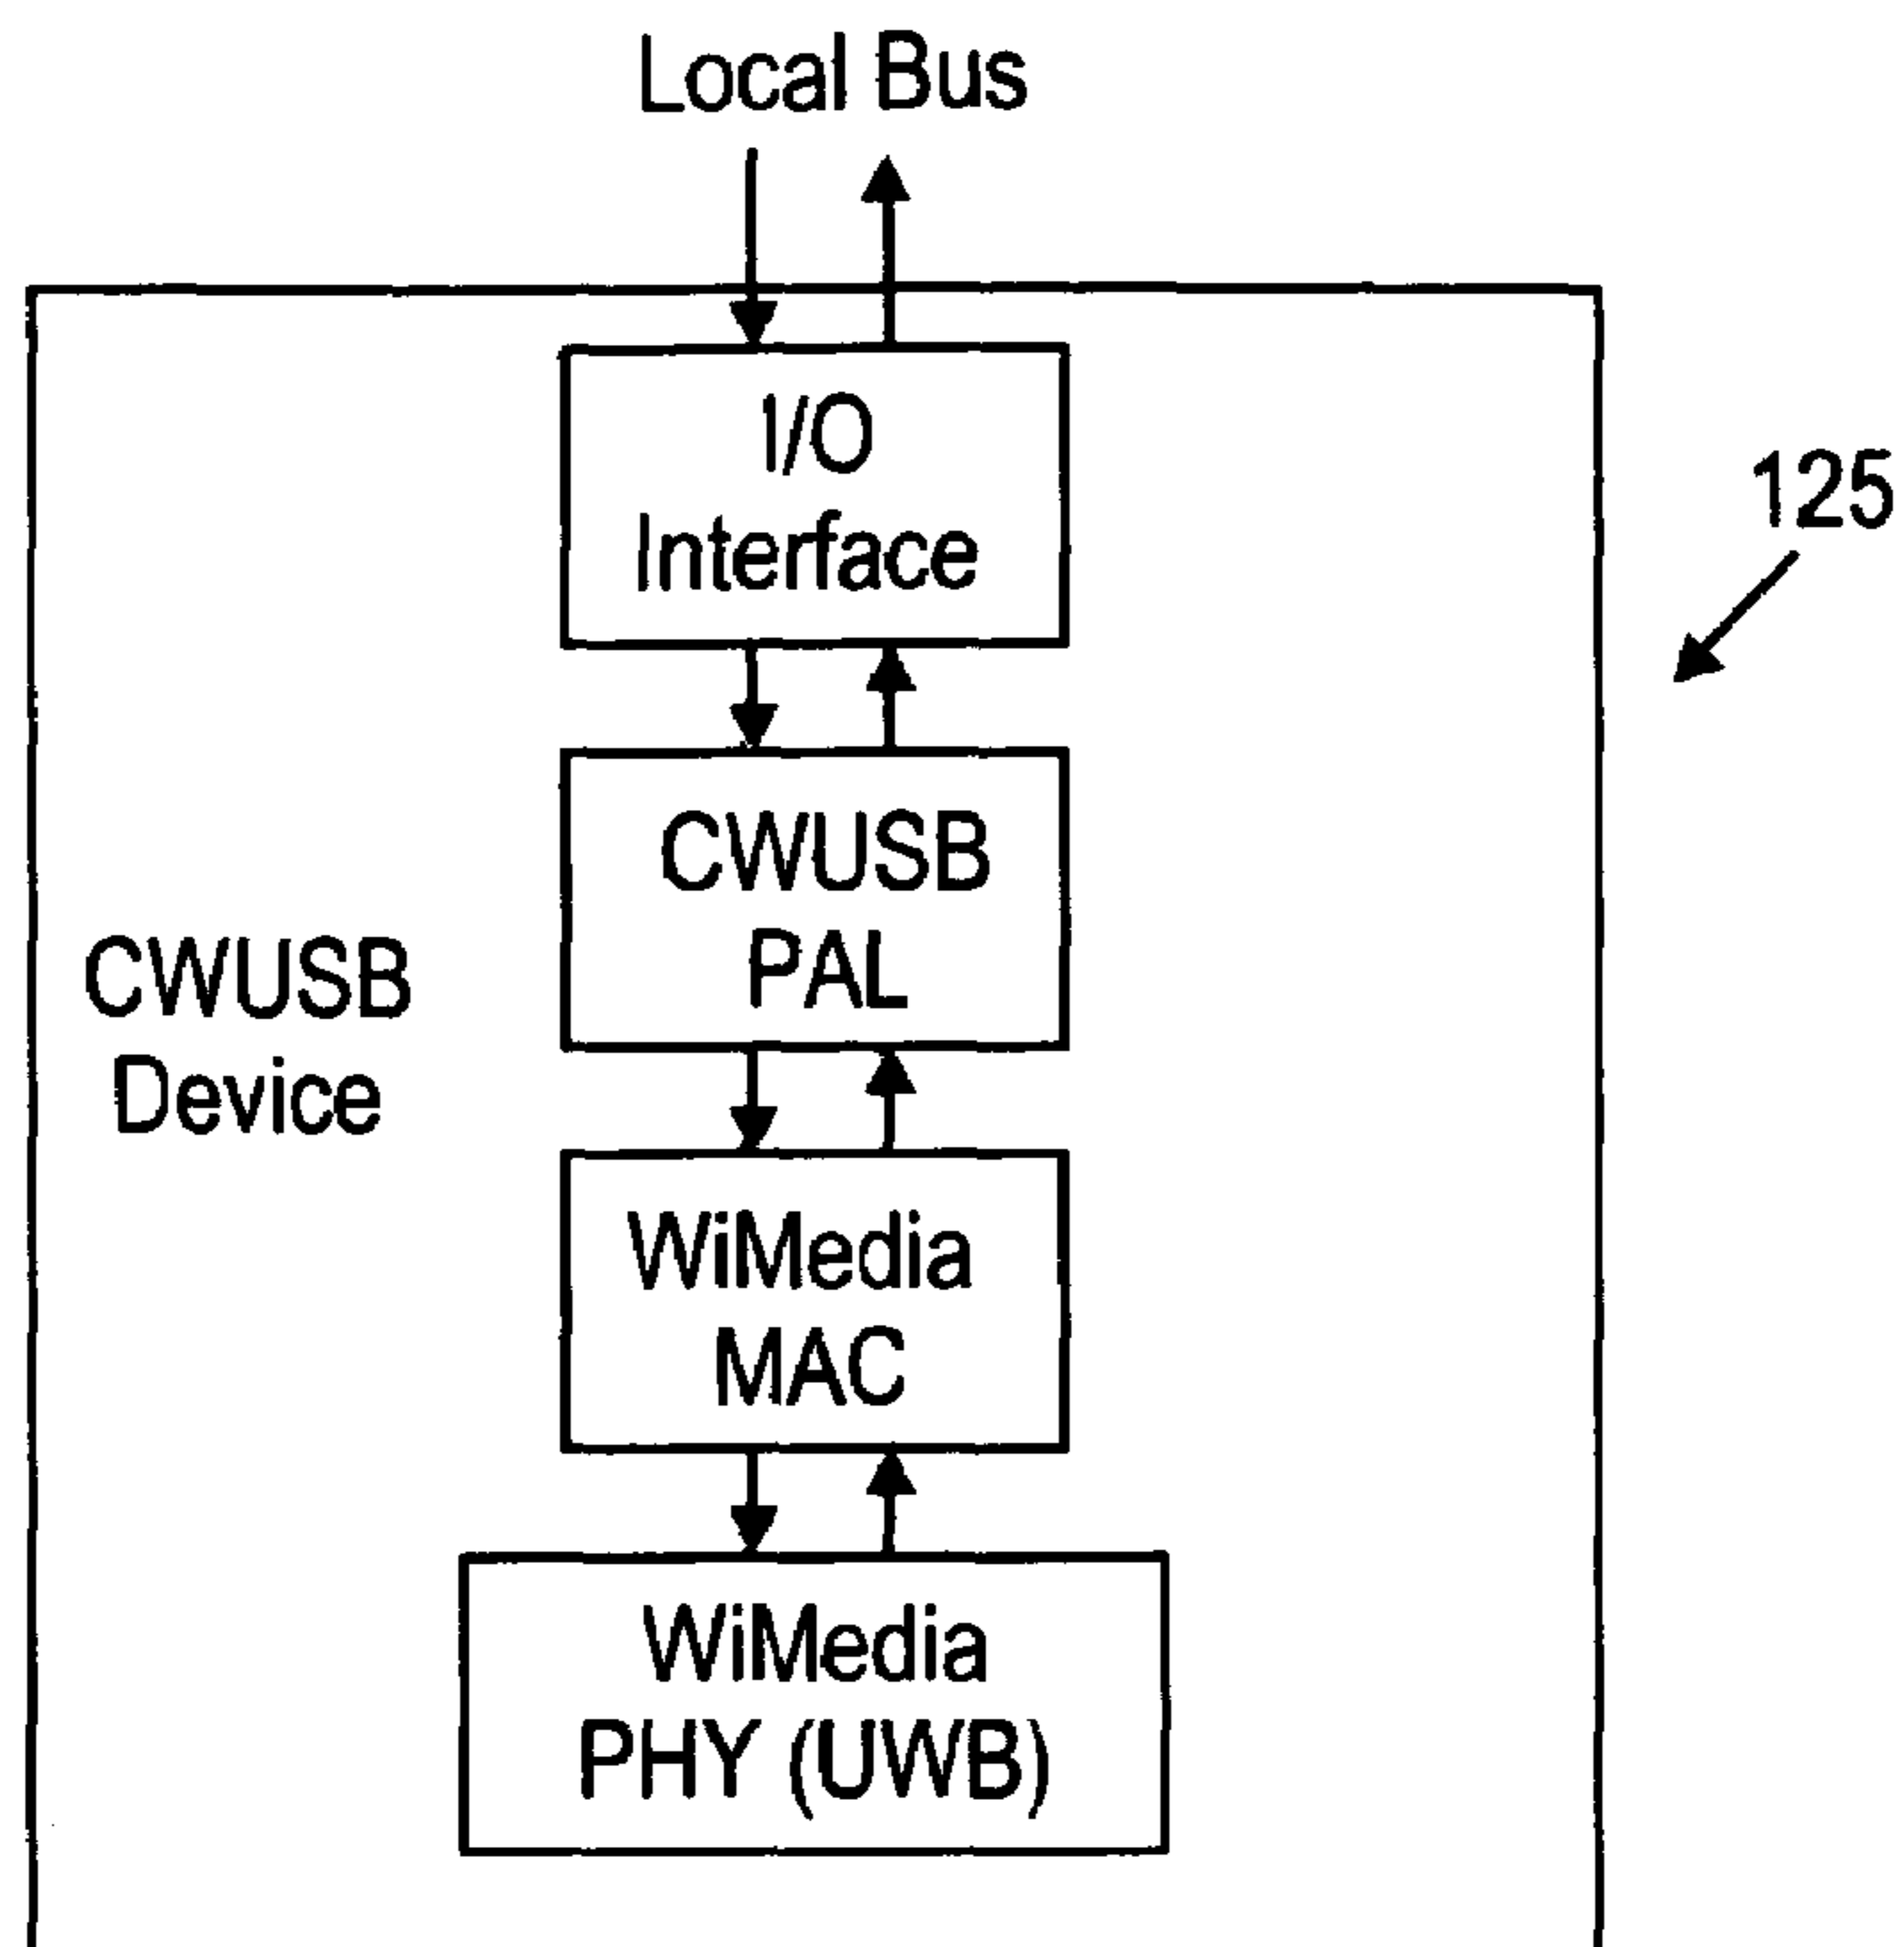 Local Bus
I/O
Interface
125
CWUSB
PAL
CWUSB
Device
WiMedia
MAC
WiMedia
PHY (UWB)